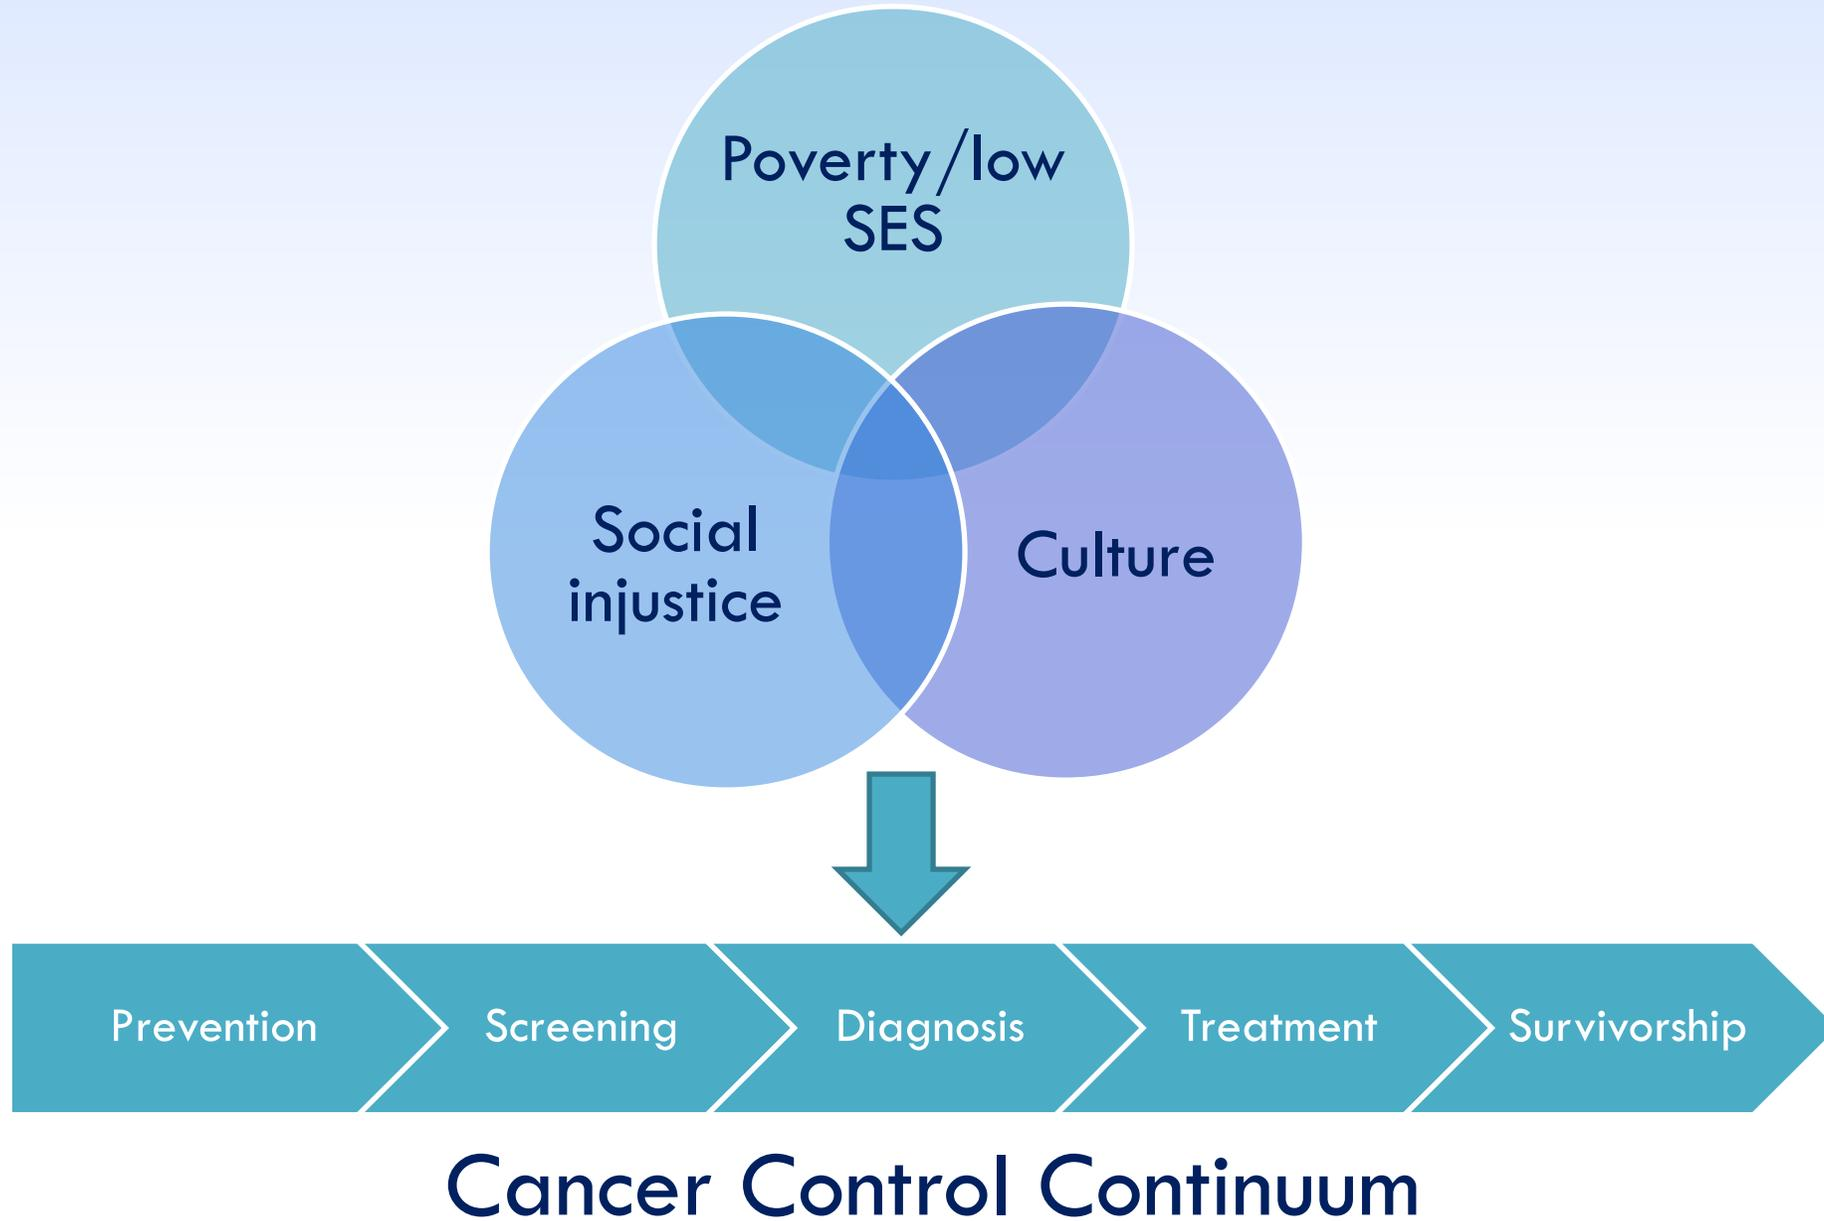 Poverty/low
SES
Social
injustice
Culture
Prevention
Screening
Diagnosis
Treatment
Survivorship
Cancer Control Continuum